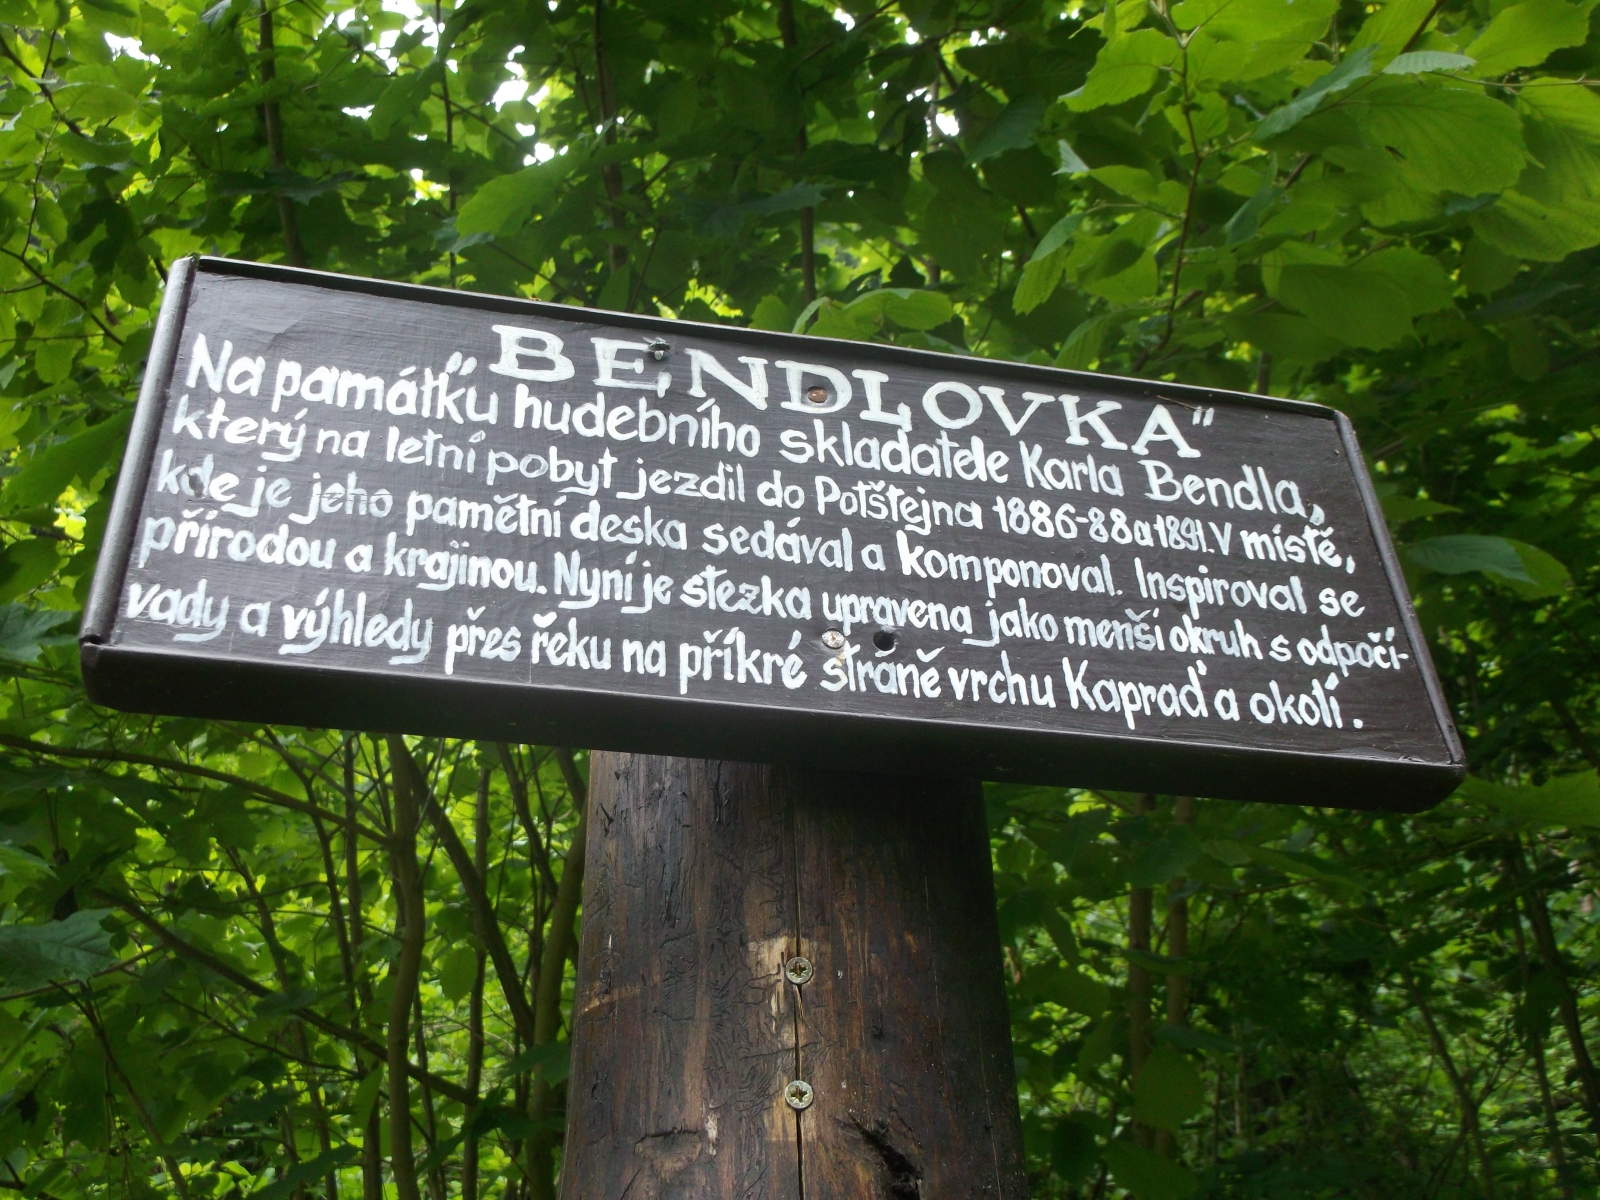 "BENDLOVKA"
Na památku hudebního skladatele Karla Bendla,
který na letní pobyt jezdil do Potštejna 1886-88 a 1891. V místě,
kde je jeho pamětní deska sedával a komponoval. Inspiroval se
přírodou a krajinou. Nyní je stezka upravena jako menší okruh s odpočí-
vady a výhledy přes řeku na příkré straně vrchu Kapraď a okolí.